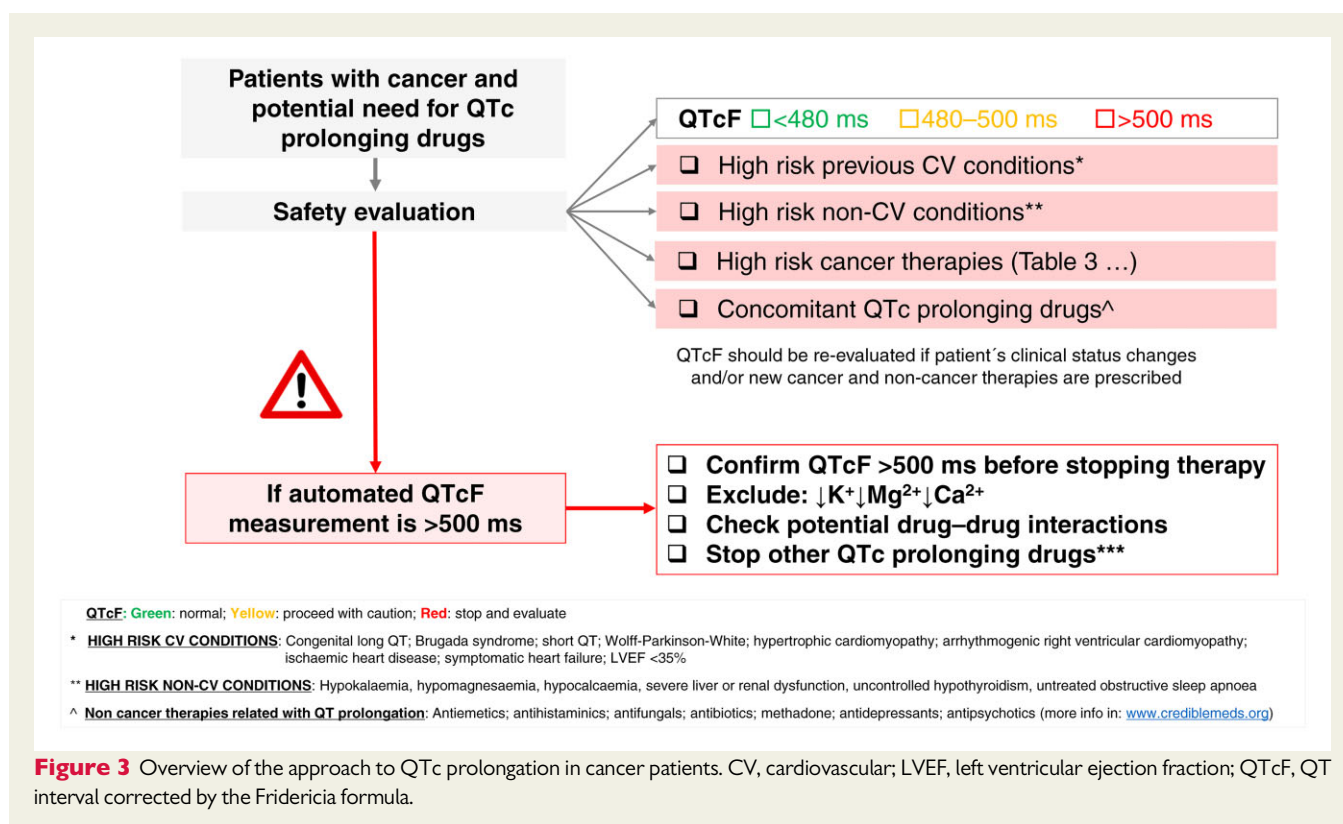 Patients with cancer and
potential need for QTc
prolonging drugs
Safety evaluation
QTcF ☐<480 ms ☐480–500 ms ☐>500 ms
❑ High risk previous CV conditions*
❑ High risk non-CV conditions**
❑ High risk cancer therapies (Table 3 …)
❑ Concomitant QTc prolonging drugs^
QTcF should be re-evaluated if patient´s clinical status changes
and/or new cancer and non-cancer therapies are prescribed
!
If automated QTcF
measurement is >500 ms
❑ Confirm QTcF >500 ms before stopping therapy
❑ Exclude: ↓K⁺↓Mg²⁺↓Ca²⁺
❑ Check potential drug–drug interactions
❑ Stop other QTc prolonging drugs***
QTcF: Green: normal; Yellow: proceed with caution; Red: stop and evaluate
* HIGH RISK CV CONDITIONS: Congenital long QT; Brugada syndrome; short QT; Wolff-Parkinson-White; hypertrophic cardiomyopathy; arrhythmogenic right ventricular cardiomyopathy;
ischaemic heart disease; symptomatic heart failure; LVEF <35%
** HIGH RISK NON-CV CONDITIONS: Hypokalaemia, hypomagnesaemia, hypocalcaemia, severe liver or renal dysfunction, uncontrolled hypothyroidism, untreated obstructive sleep apnoea
^ Non cancer therapies related with QT prolongation: Antiemetics; antihistaminics; antifungals; antibiotics; methadone; antidepressants; antipsychotics (more info in: www.crediblemeds.org)
Figure 3 Overview of the approach to QTc prolongation in cancer patients. CV, cardiovascular; LVEF, left ventricular ejection fraction; QTcF, QT
interval corrected by the Fridericia formula.